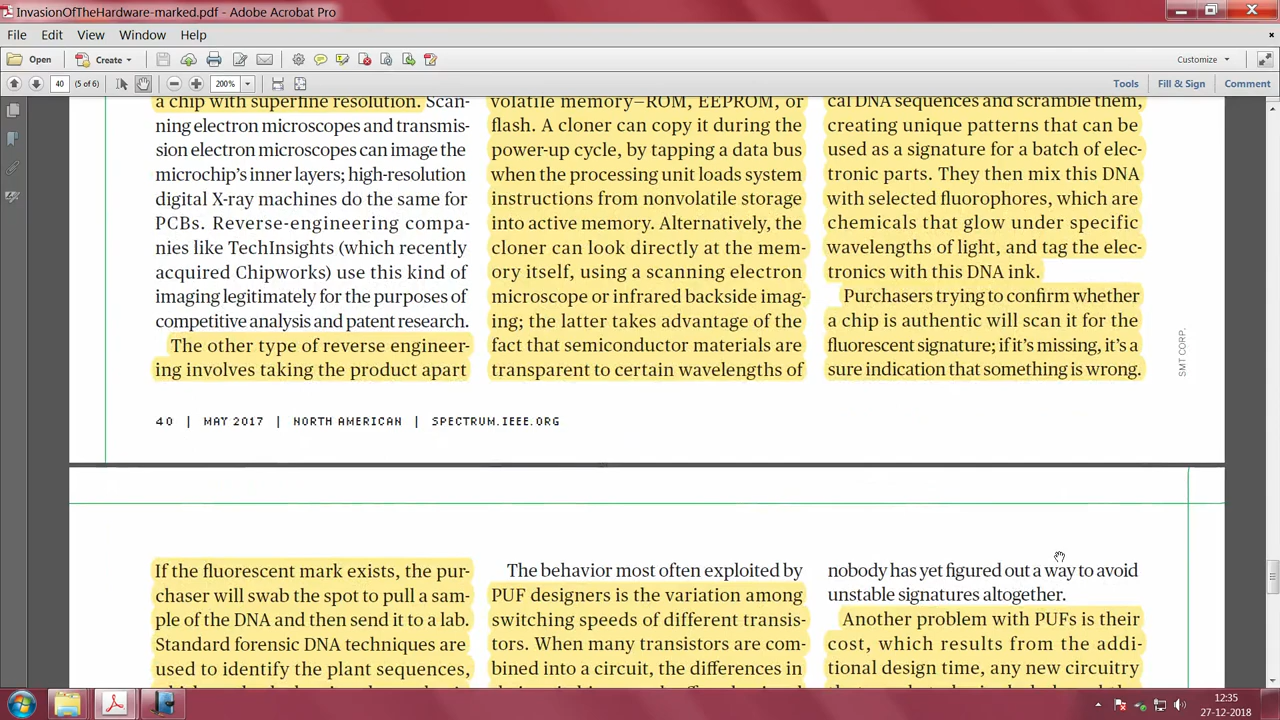 InvasionOfTheHardware-marked.pdf - Adobe Acrobat Pro
File Edit View Window Help
Open Create Customize
40 (5 of 6) 200% Tools Fill & Sign Comment
a chip with superfine resolution. Scan-
ning electron microscopes and transmis-
sion electron microscopes can image the
microchip's inner layers; high-resolution
digital X-ray machines do the same for
PCBs. Reverse-engineering compa-
nies like TechInsights (which recently
acquired Chipworks) use this kind of
imaging legitimately for the purposes of
competitive analysis and patent research.
The other type of reverse engineer-
ing involves taking the product apart
volatile memory—ROM, EEPROM, or
flash. A cloner can copy it during the
power-up cycle, by tapping a data bus
when the processing unit loads system
instructions from nonvolatile storage
into active memory. Alternatively, the
cloner can look directly at the mem-
ory itself, using a scanning electron
microscope or infrared backside imag-
ing; the latter takes advantage of the
fact that semiconductor materials are
transparent to certain wavelengths of
cal DNA sequences and scramble them,
creating unique patterns that can be
used as a signature for a batch of elec-
tronic parts. They then mix this DNA
with selected fluorophores, which are
chemicals that glow under specific
wavelengths of light, and tag the elec-
tronics with this DNA ink.
Purchasers trying to confirm whether
a chip is authentic will scan it for the
fluorescent signature; if it's missing, it's a
sure indication that something is wrong.
SMT CORP.
40 | MAY 2017 | NORTH AMERICAN | SPECTRUM.IEEE.ORG
If the fluorescent mark exists, the pur-
chaser will swab the spot to pull a sam-
ple of the DNA and then send it to a lab.
Standard forensic DNA techniques are
used to identify the plant sequences,
The behavior most often exploited by
PUF designers is the variation among
switching speeds of different transis-
tors. When many transistors are com-
bined into a circuit, the differences in
nobody has yet figured out a way to avoid
unstable signatures altogether.
Another problem with PUFs is their
cost, which results from the addi-
tional design time, any new circuitry
12:35
27-12-2018